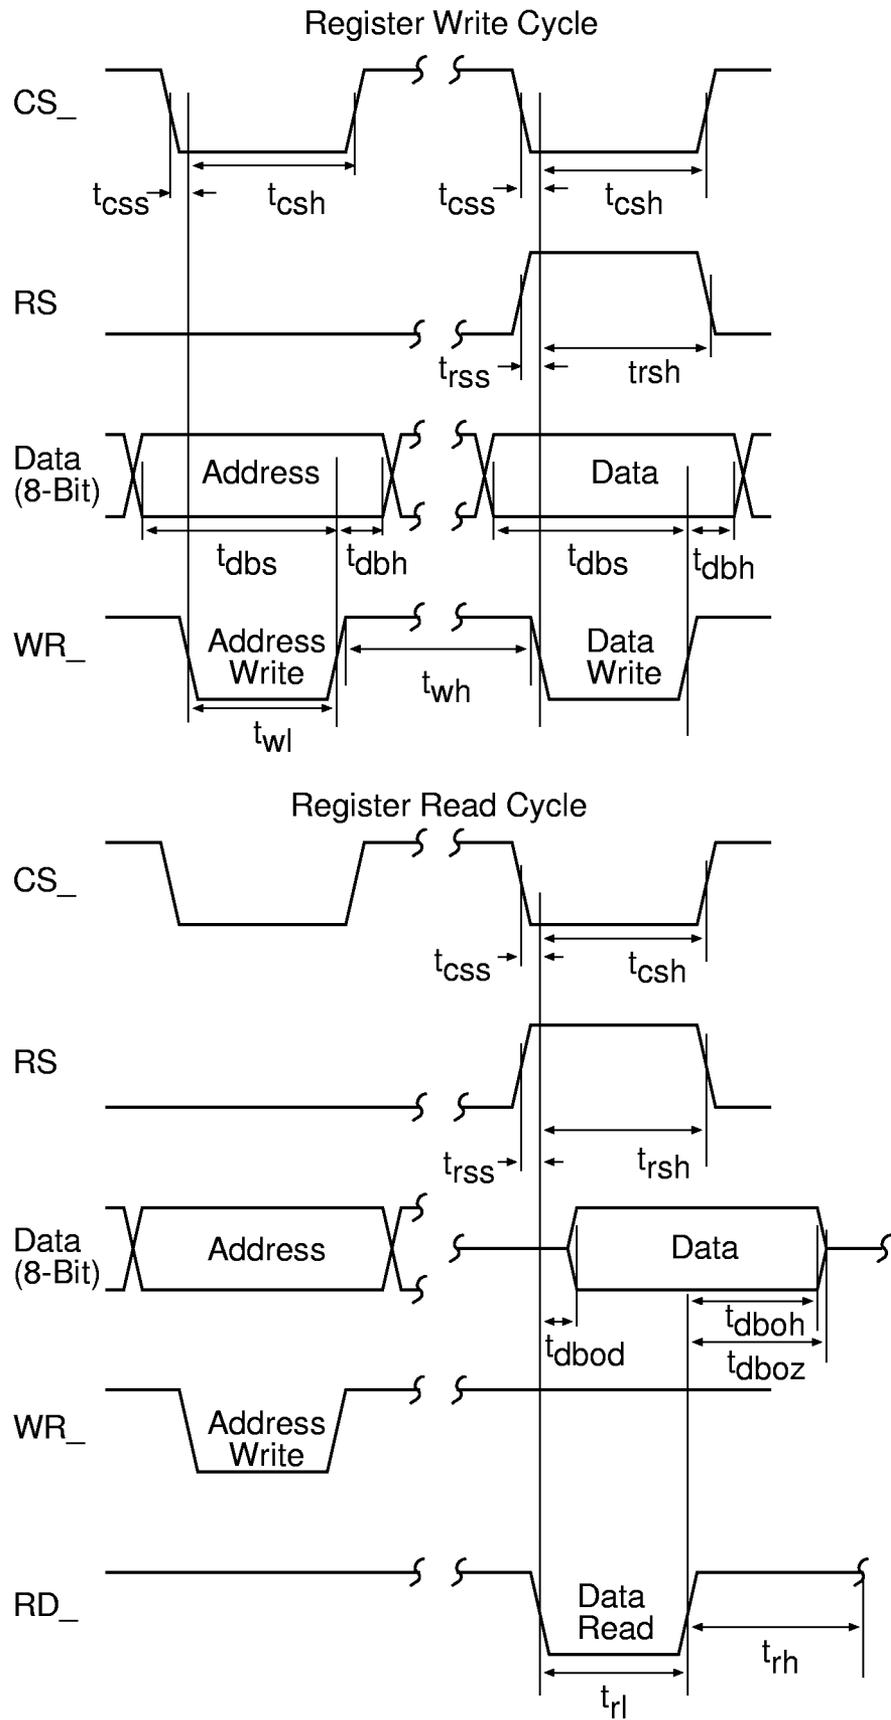 Register Write Cycle
CS_
tcss
tcsh
tcss
tcsh
RS
trss
trsh
Data
(8-Bit)
Address
Data
tdbs
tdbh
tdbs
tdbh
WR_
Address
Write
twh
Data
Write
twl
Register Read Cycle
CS_
tcss
tcsh
RS
trss
trsh
Data
(8-Bit)
Address
Data
tdbod
tdboh
tdboz
WR_
Address
Write
RD_
Data
Read
trl
trh